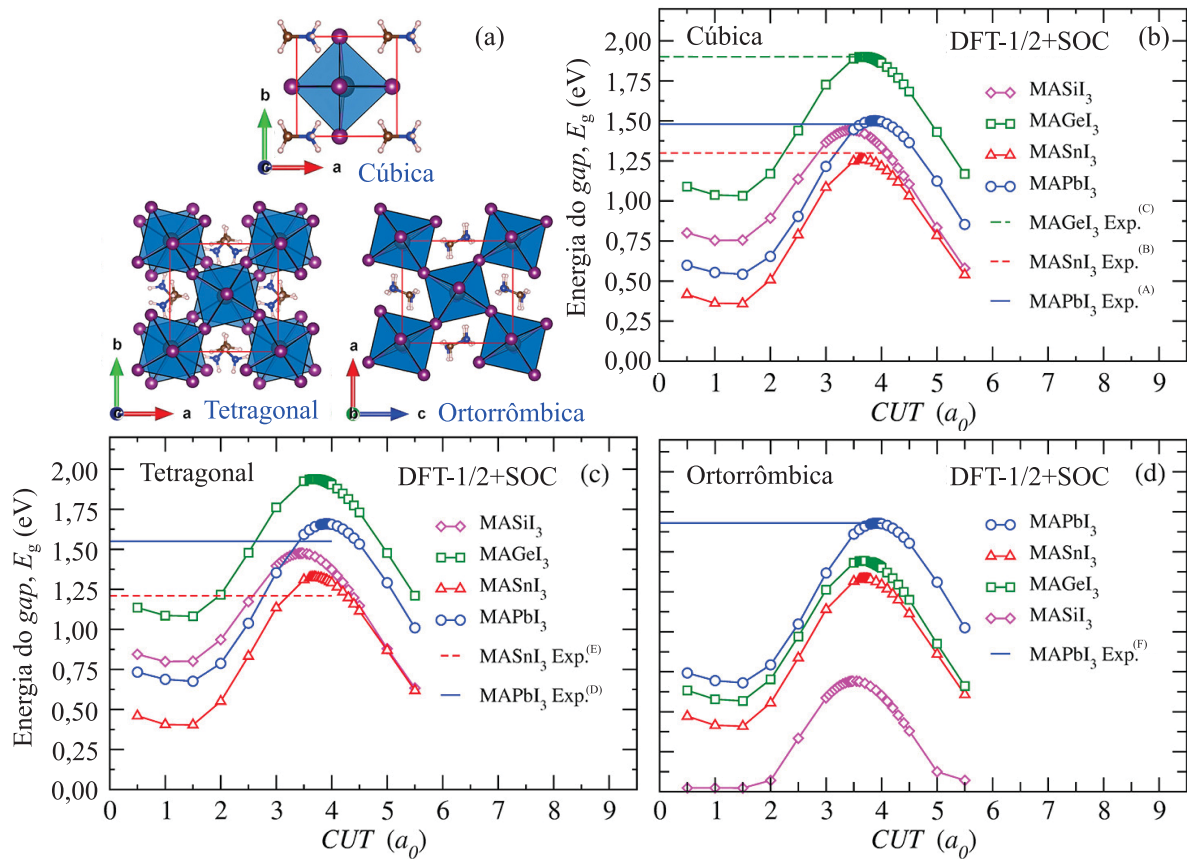 (a)
b
a
Cúbica
b
a
Tetragonal
a
b
c
Ortorrômbica
Energia do gap, E_g (eV)
2,00
1,75
1,50
1,25
1,00
0,75
0,50
0,25
0,00
Cúbica
DFT-1/2+SOC
(b)
MASiI₃
MAGeI₃
MASnI₃
MAPbI₃
MAGeI₃ Exp.(C)
MASnI₃ Exp.(B)
MAPbI₃ Exp.(A)
0 1 2 3 4 5 6 7 8 9
CUT (a₀)
Energia do gap, E_g (eV)
2,00
1,75
1,50
1,25
1,00
0,75
0,50
0,25
0,00
Tetragonal
DFT-1/2+SOC
(c)
MASiI₃
MAGeI₃
MASnI₃
MAPbI₃
MASnI₃ Exp.(E)
MAPbI₃ Exp.(D)
0 1 2 3 4 5 6 7 8 9
CUT (a₀)
Ortorrômbica
DFT-1/2+SOC
(d)
MAPbI₃
MASnI₃
MAGeI₃
MASiI₃
MAPbI₃ Exp.(F)
0 1 2 3 4 5 6 7 8 9
CUT (a₀)